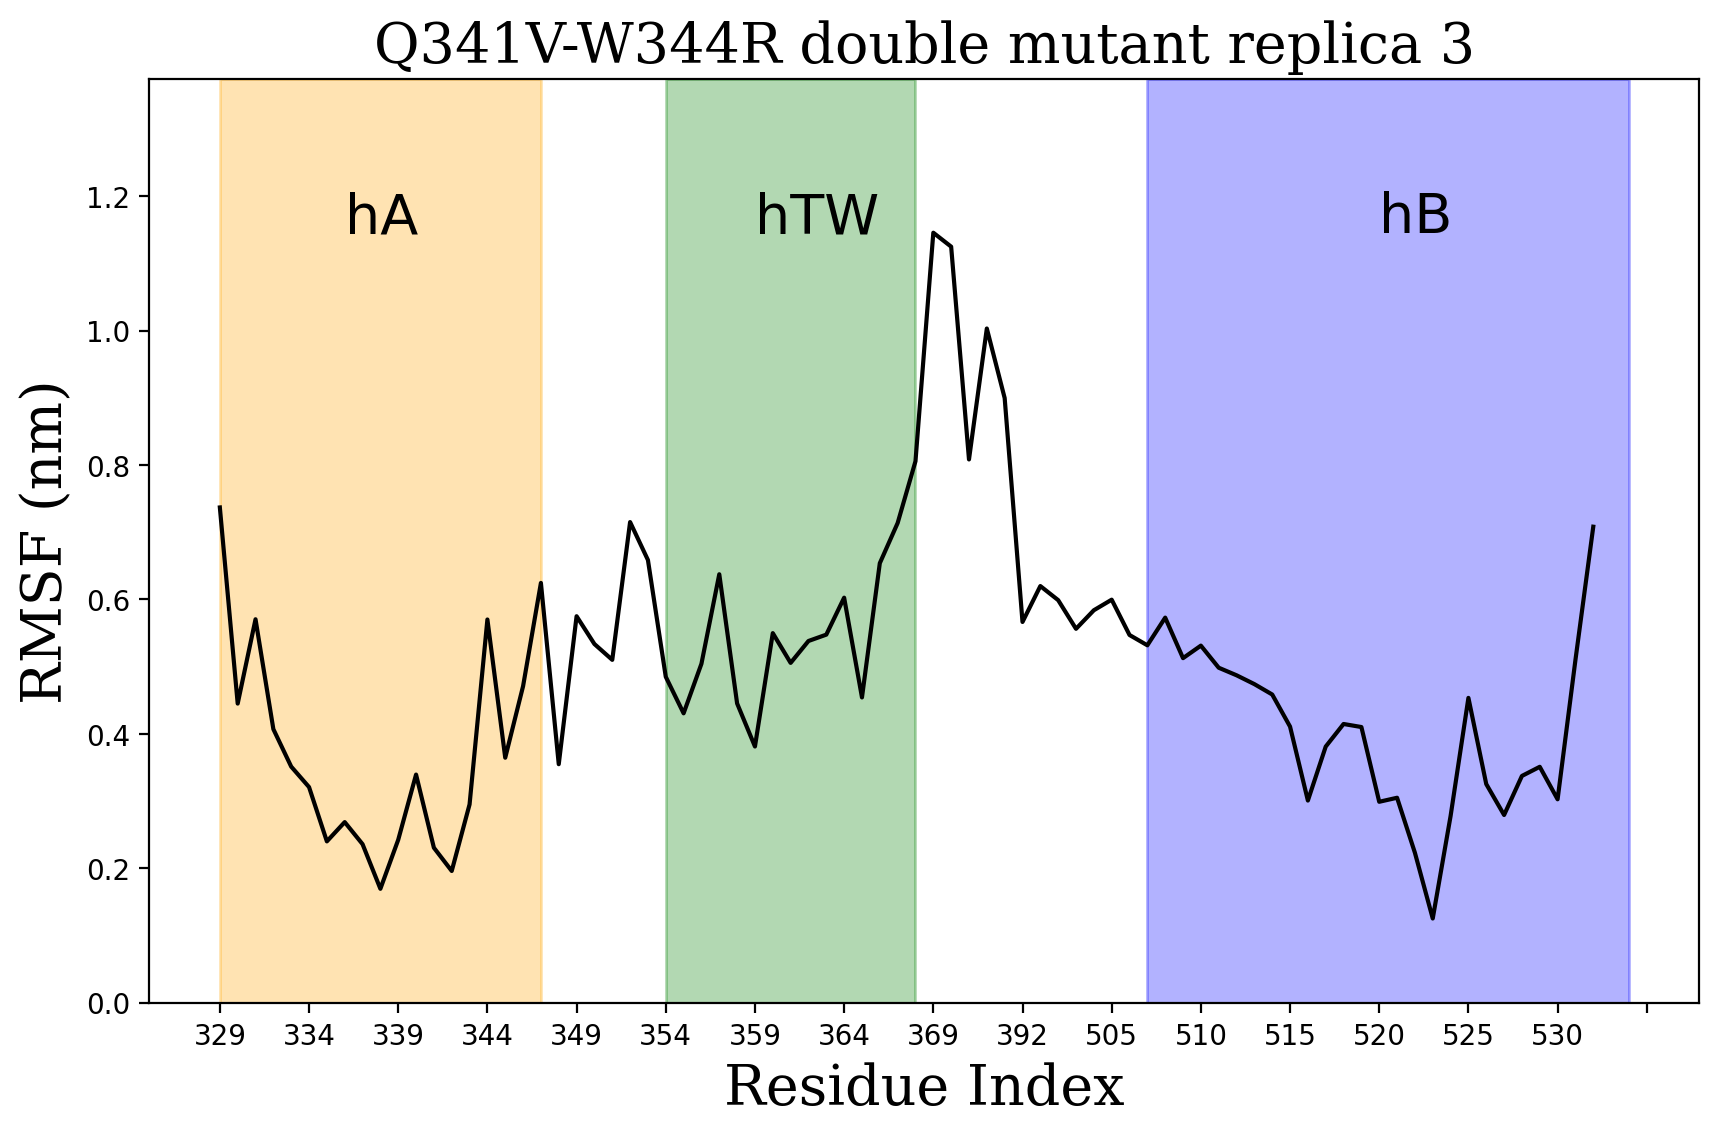 Q341V-W344R double mutant replica 3
hA
hTW
hB
RMSF (nm)
1.2
1.0
0.8
0.6
0.4
0.2
0.0
329 334 339 344 349 354 359 364 369 392 505 510 515 520 525 530
Residue Index